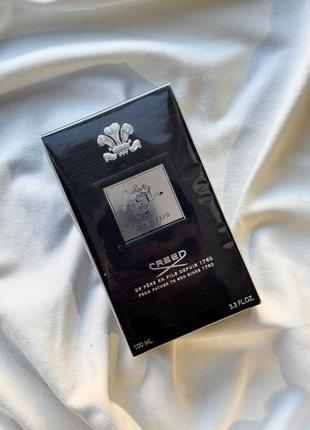 CREED
DE PÈRE EN FILS DEPUIS 1760
FROM FATHER TO SON SINCE 1760
100 ML
3.3 FL.OZ.